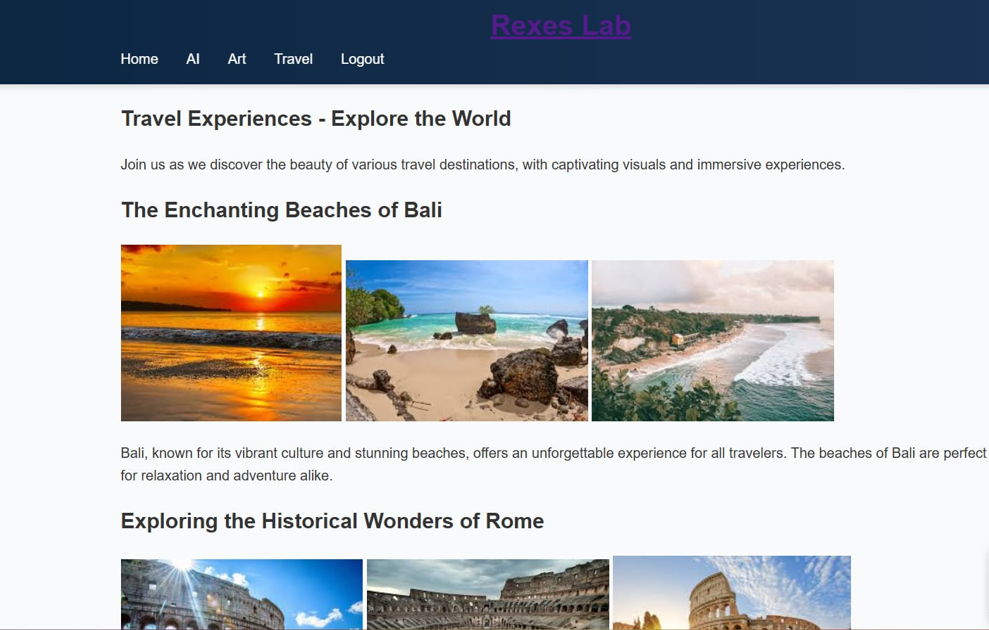 Rexes Lab
Home AI Art Travel Logout
Travel Experiences - Explore the World
Join us as we discover the beauty of various travel destinations, with captivating visuals and immersive experiences.
The Enchanting Beaches of Bali
Bali, known for its vibrant culture and stunning beaches, offers an unforgettable experience for all travelers. The beaches of Bali are perfect
for relaxation and adventure alike.
Exploring the Historical Wonders of Rome